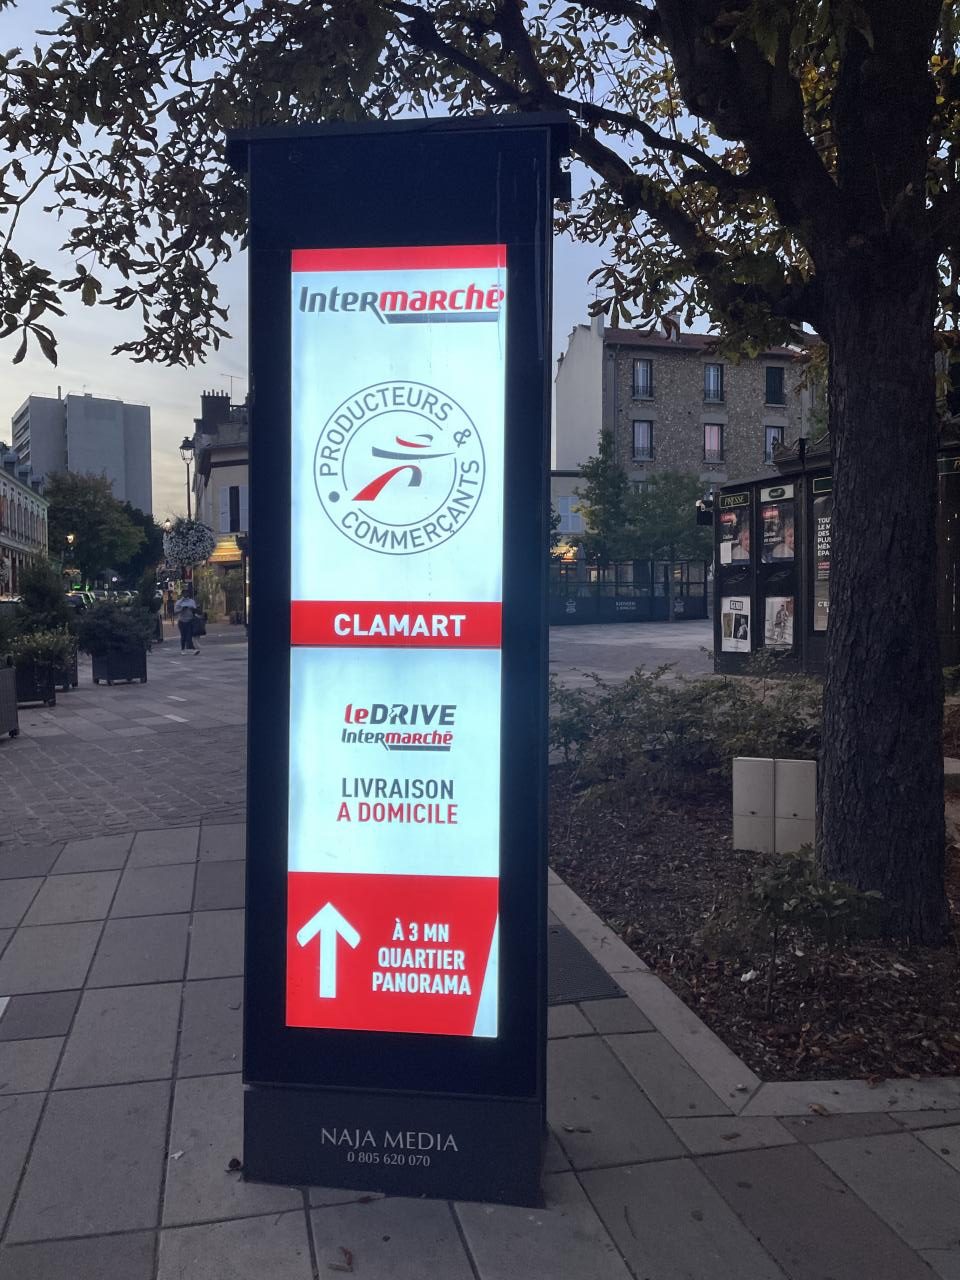 Intermarché
PRODUCTEURS &
COMMERÇANTS
CLAMART
leDRIVE
Intermarché
LIVRAISON
A DOMICILE
À 3 MN
QUARTIER
PANORAMA
NAJA MEDIA
0 805 620 070
PRESSE